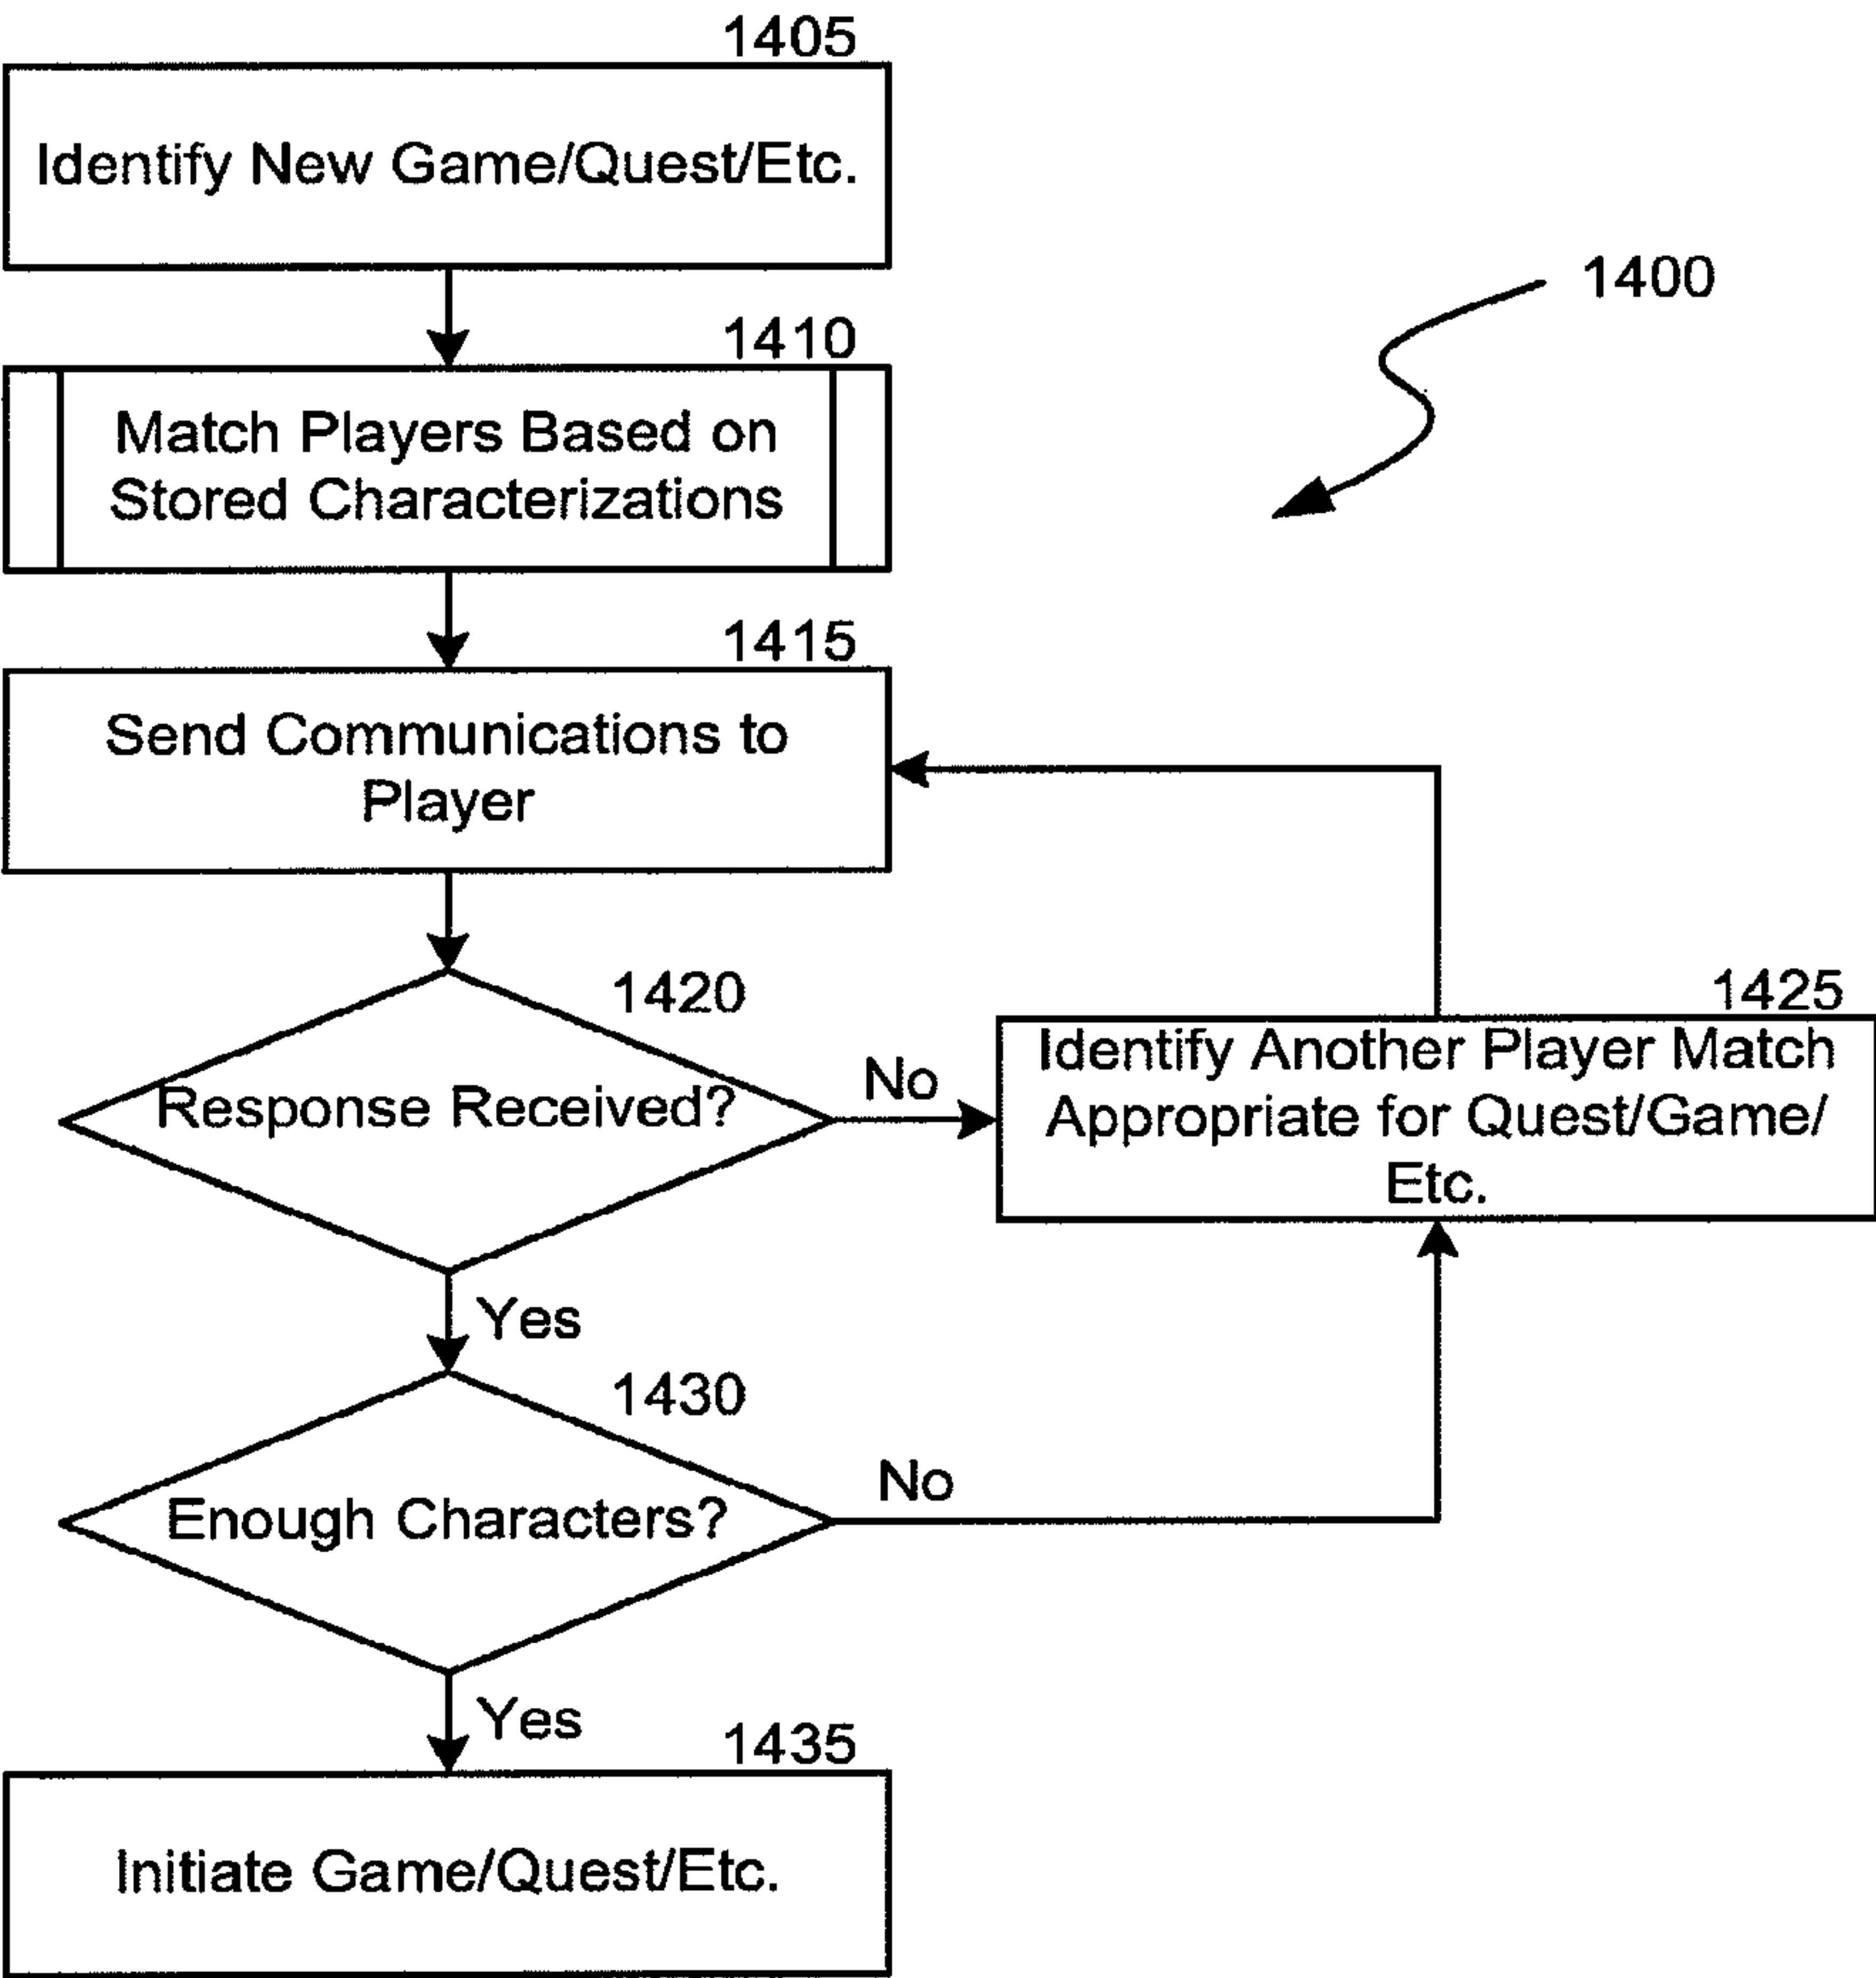 1405
Identify New Game/Quest/Etc.
1400
1410
Match Players Based on
Stored Characterizations
1415
Send Communications to
Player
1420
Response Received?
No
1425
Identify Another Player Match
Appropriate for Quest/Game/
Etc.
Yes
1430
Enough Characters?
No
Yes
1435
Initiate Game/Quest/Etc.